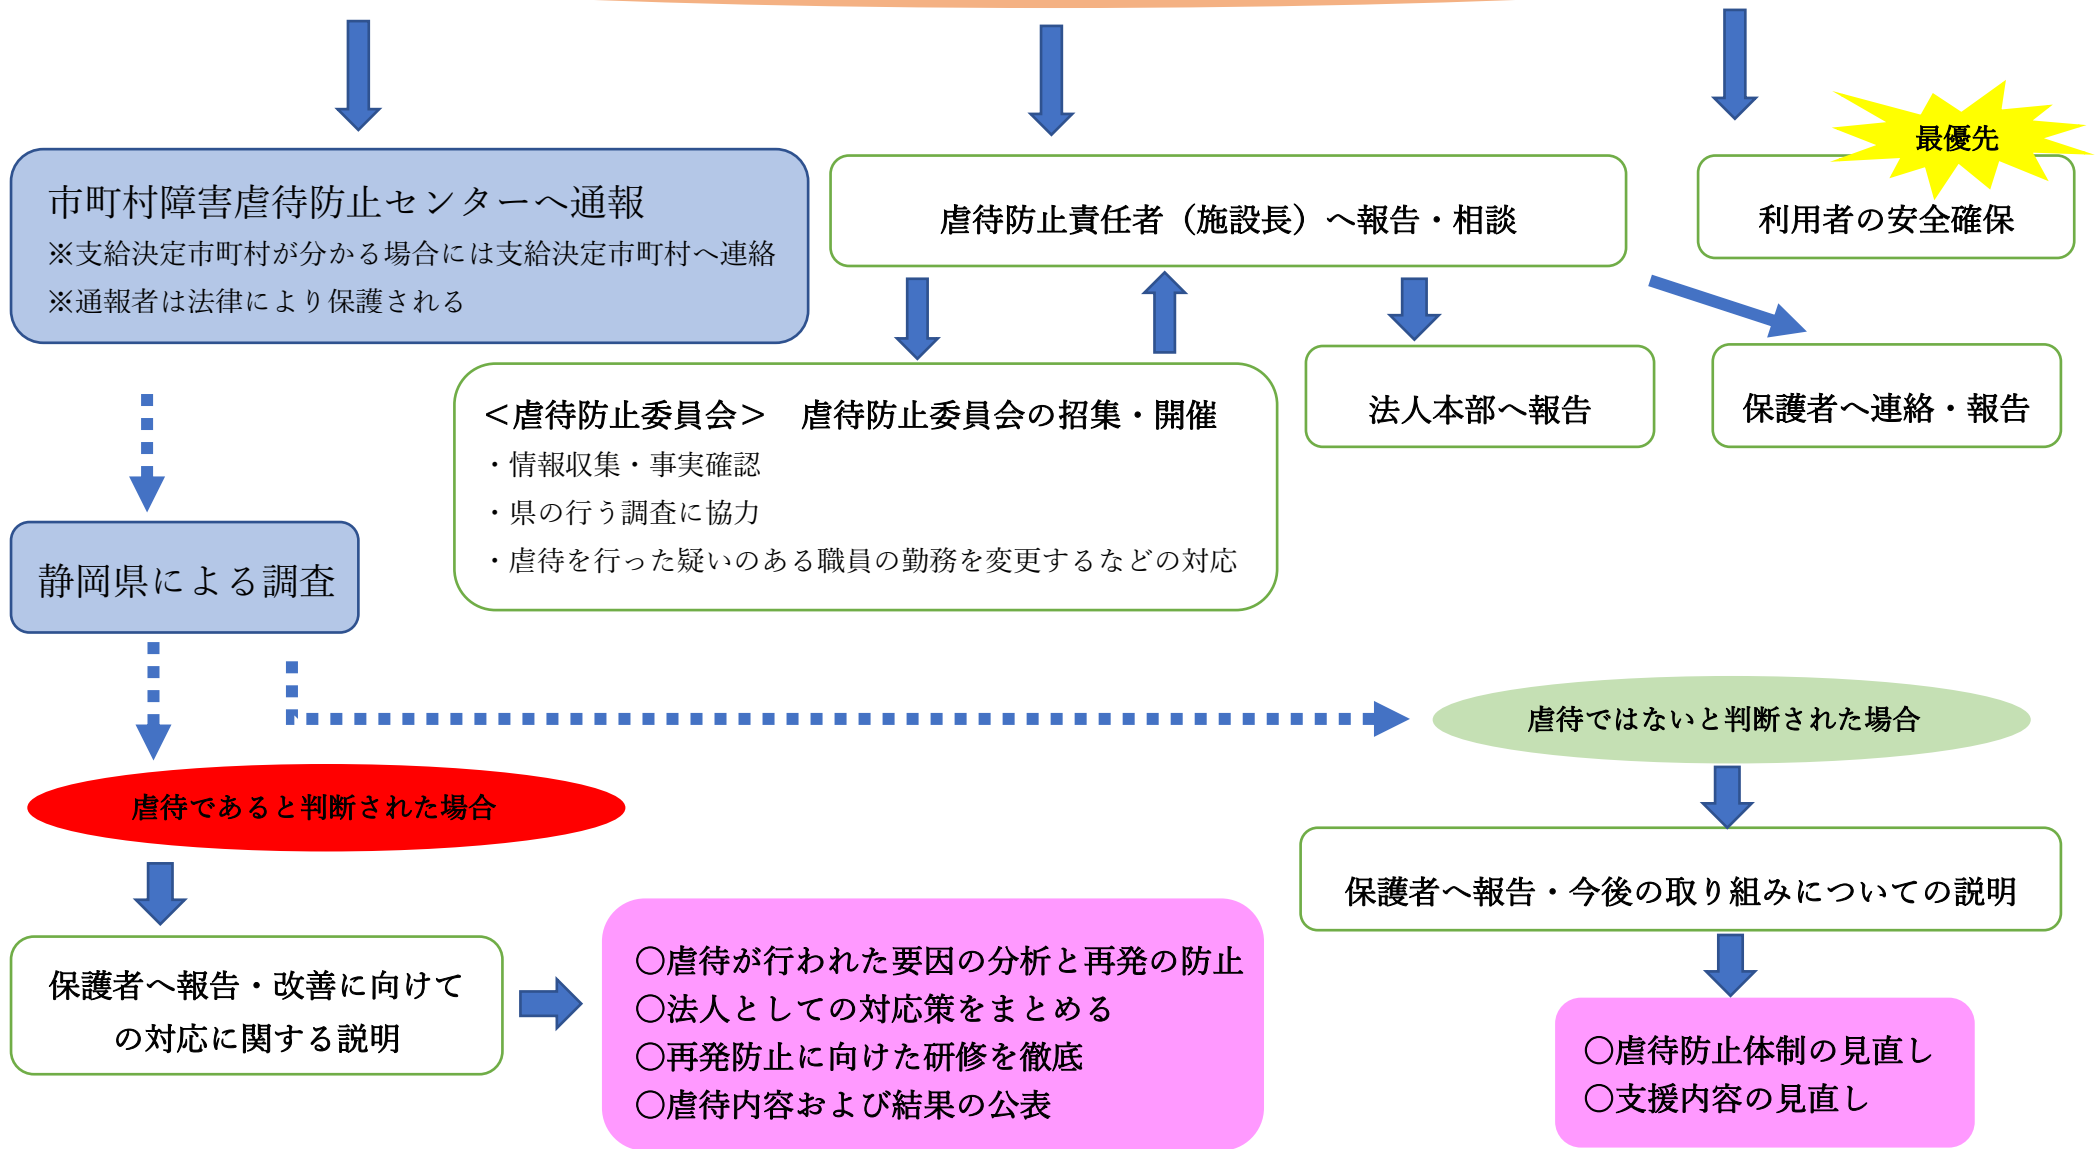 最優先
市町村障害虐待防止センターへ通報
※支給決定市町村が分かる場合には支給決定市町村へ連絡
※通報者は法律により保護される
虐待防止責任者（施設長）へ報告・相談
利用者の安全確保
＜虐待防止委員会＞　虐待防止委員会の招集・開催
・情報収集・事実確認
・県の行う調査に協力
・虐待を行った疑いのある職員の勤務を変更するなどの対応
法人本部へ報告
保護者へ連絡・報告
静岡県による調査
虐待ではないと判断された場合
虐待であると判断された場合
保護者へ報告・今後の取り組みについての説明
保護者へ報告・改善に向けて
の対応に関する説明
〇虐待が行われた要因の分析と再発の防止
〇法人としての対応策をまとめる
〇再発防止に向けた研修を徹底
〇虐待内容および結果の公表
〇虐待防止体制の見直し
〇支援内容の見直し